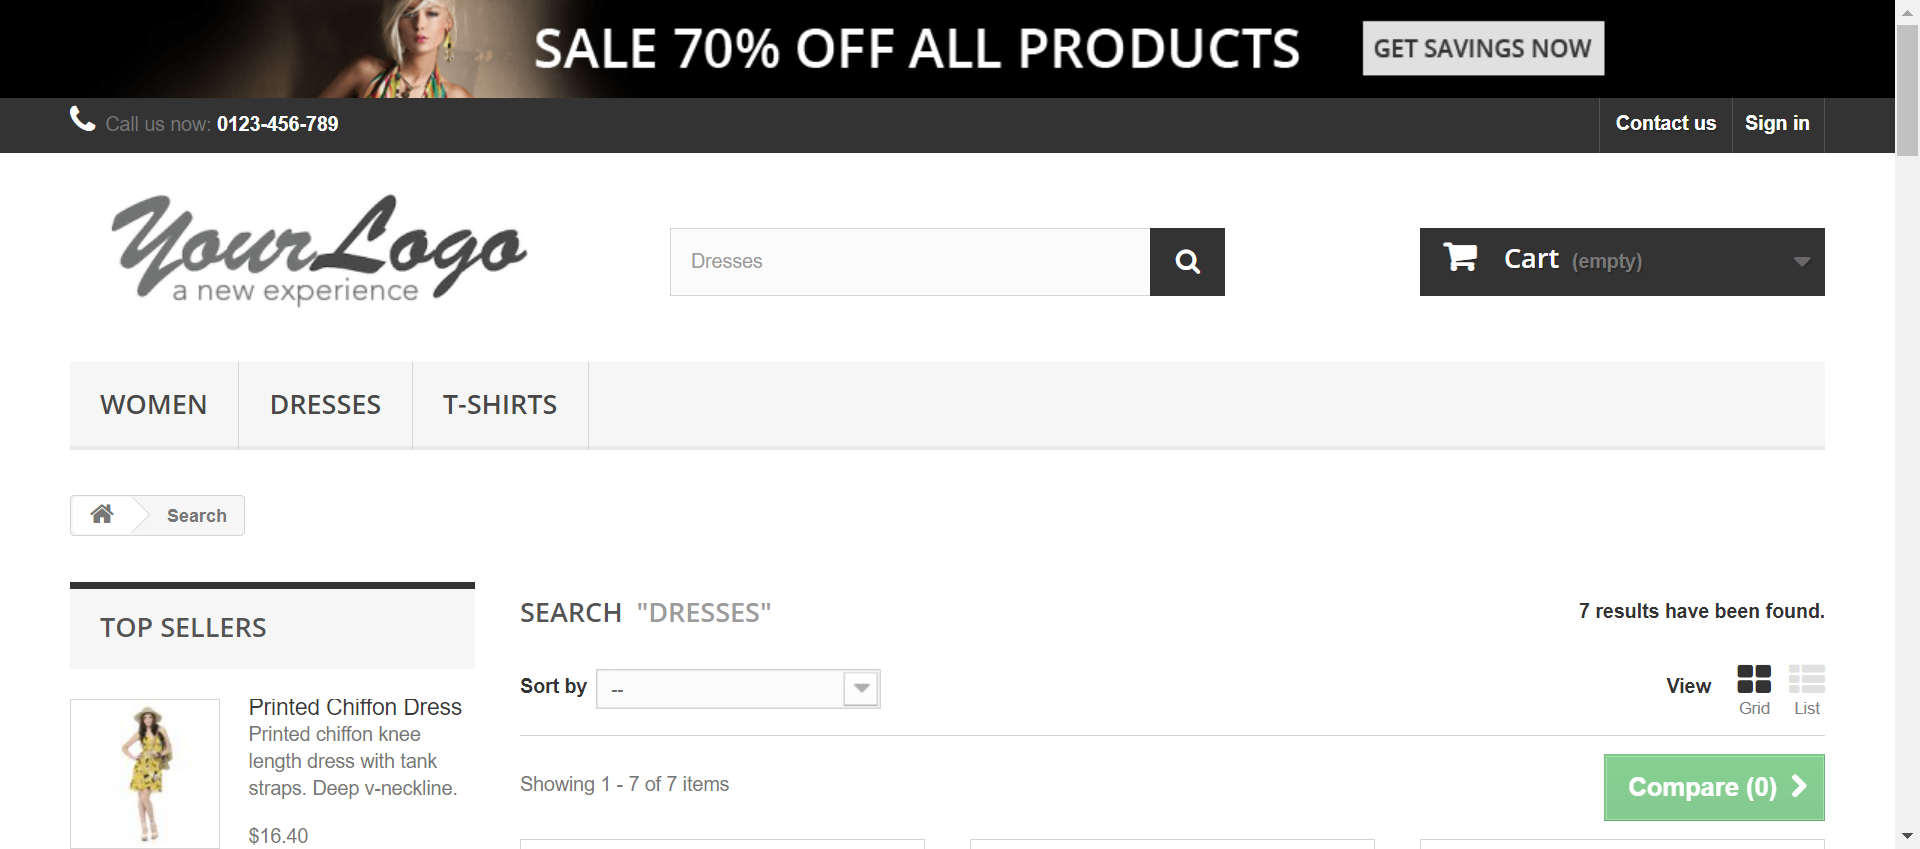 SALE 70% OFF ALL PRODUCTS GET SAVINGS NOW
Call us now: 0123-456-789 Contact us Sign in
Your Logo
a new experience
Dresses
Cart (empty)
WOMEN DRESSES T-SHIRTS
Search
TOP SELLERS
Printed Chiffon Dress
Printed chiffon knee
length dress with tank
straps. Deep v-neckline.
$16.40
SEARCH "DRESSES"
7 results have been found.
Sort by --
View Grid List
Showing 1 - 7 of 7 items
Compare (0)